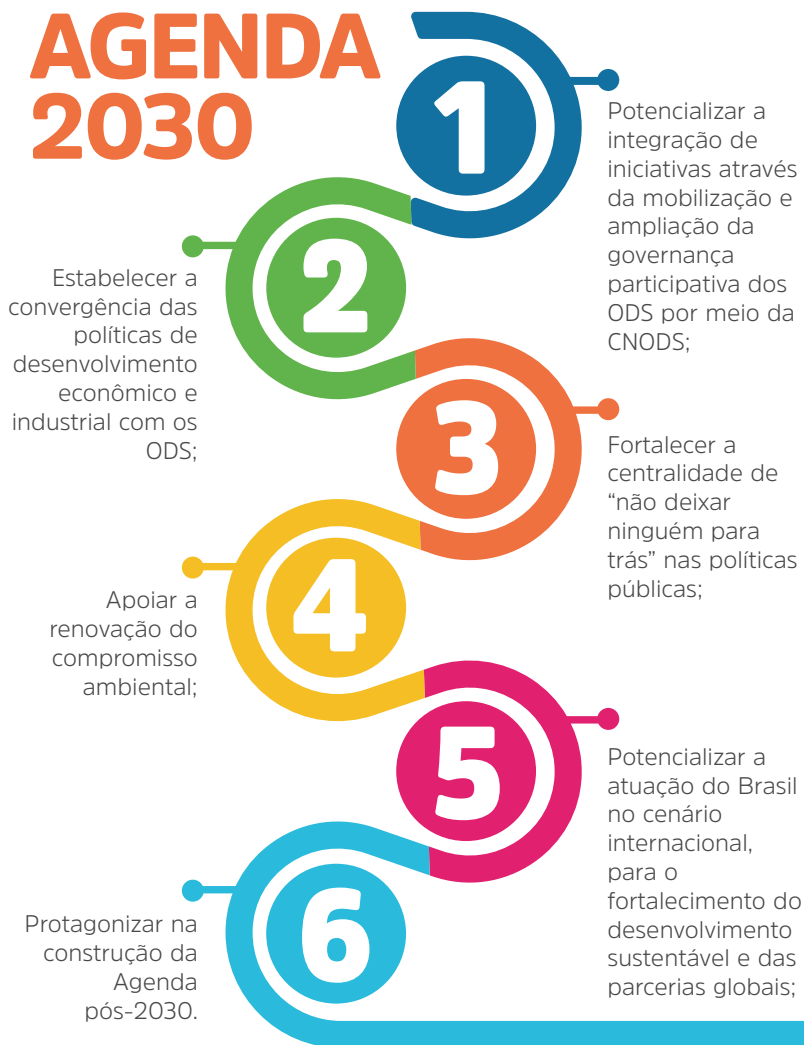 AGENDA
2030
1
Potencializar a
integração de
iniciativas através
da mobilização e
ampliação da
governança
participativa dos
ODS por meio da
CNODS;
2
Estabelecer a
convergência das
políticas de
desenvolvimento
econômico e
industrial com os
ODS;
3
Fortalecer a
centralidade de
“não deixar
ninguém para
trás” nas políticas
públicas;
4
Apoiar a
renovação do
compromisso
ambiental;
5
Potencializar a
atuação do Brasil
no cenário
internacional,
para o
fortalecimento do
desenvolvimento
sustentável e das
parcerias globais;
6
Protagonizar na
construção da
Agenda
pós-2030.